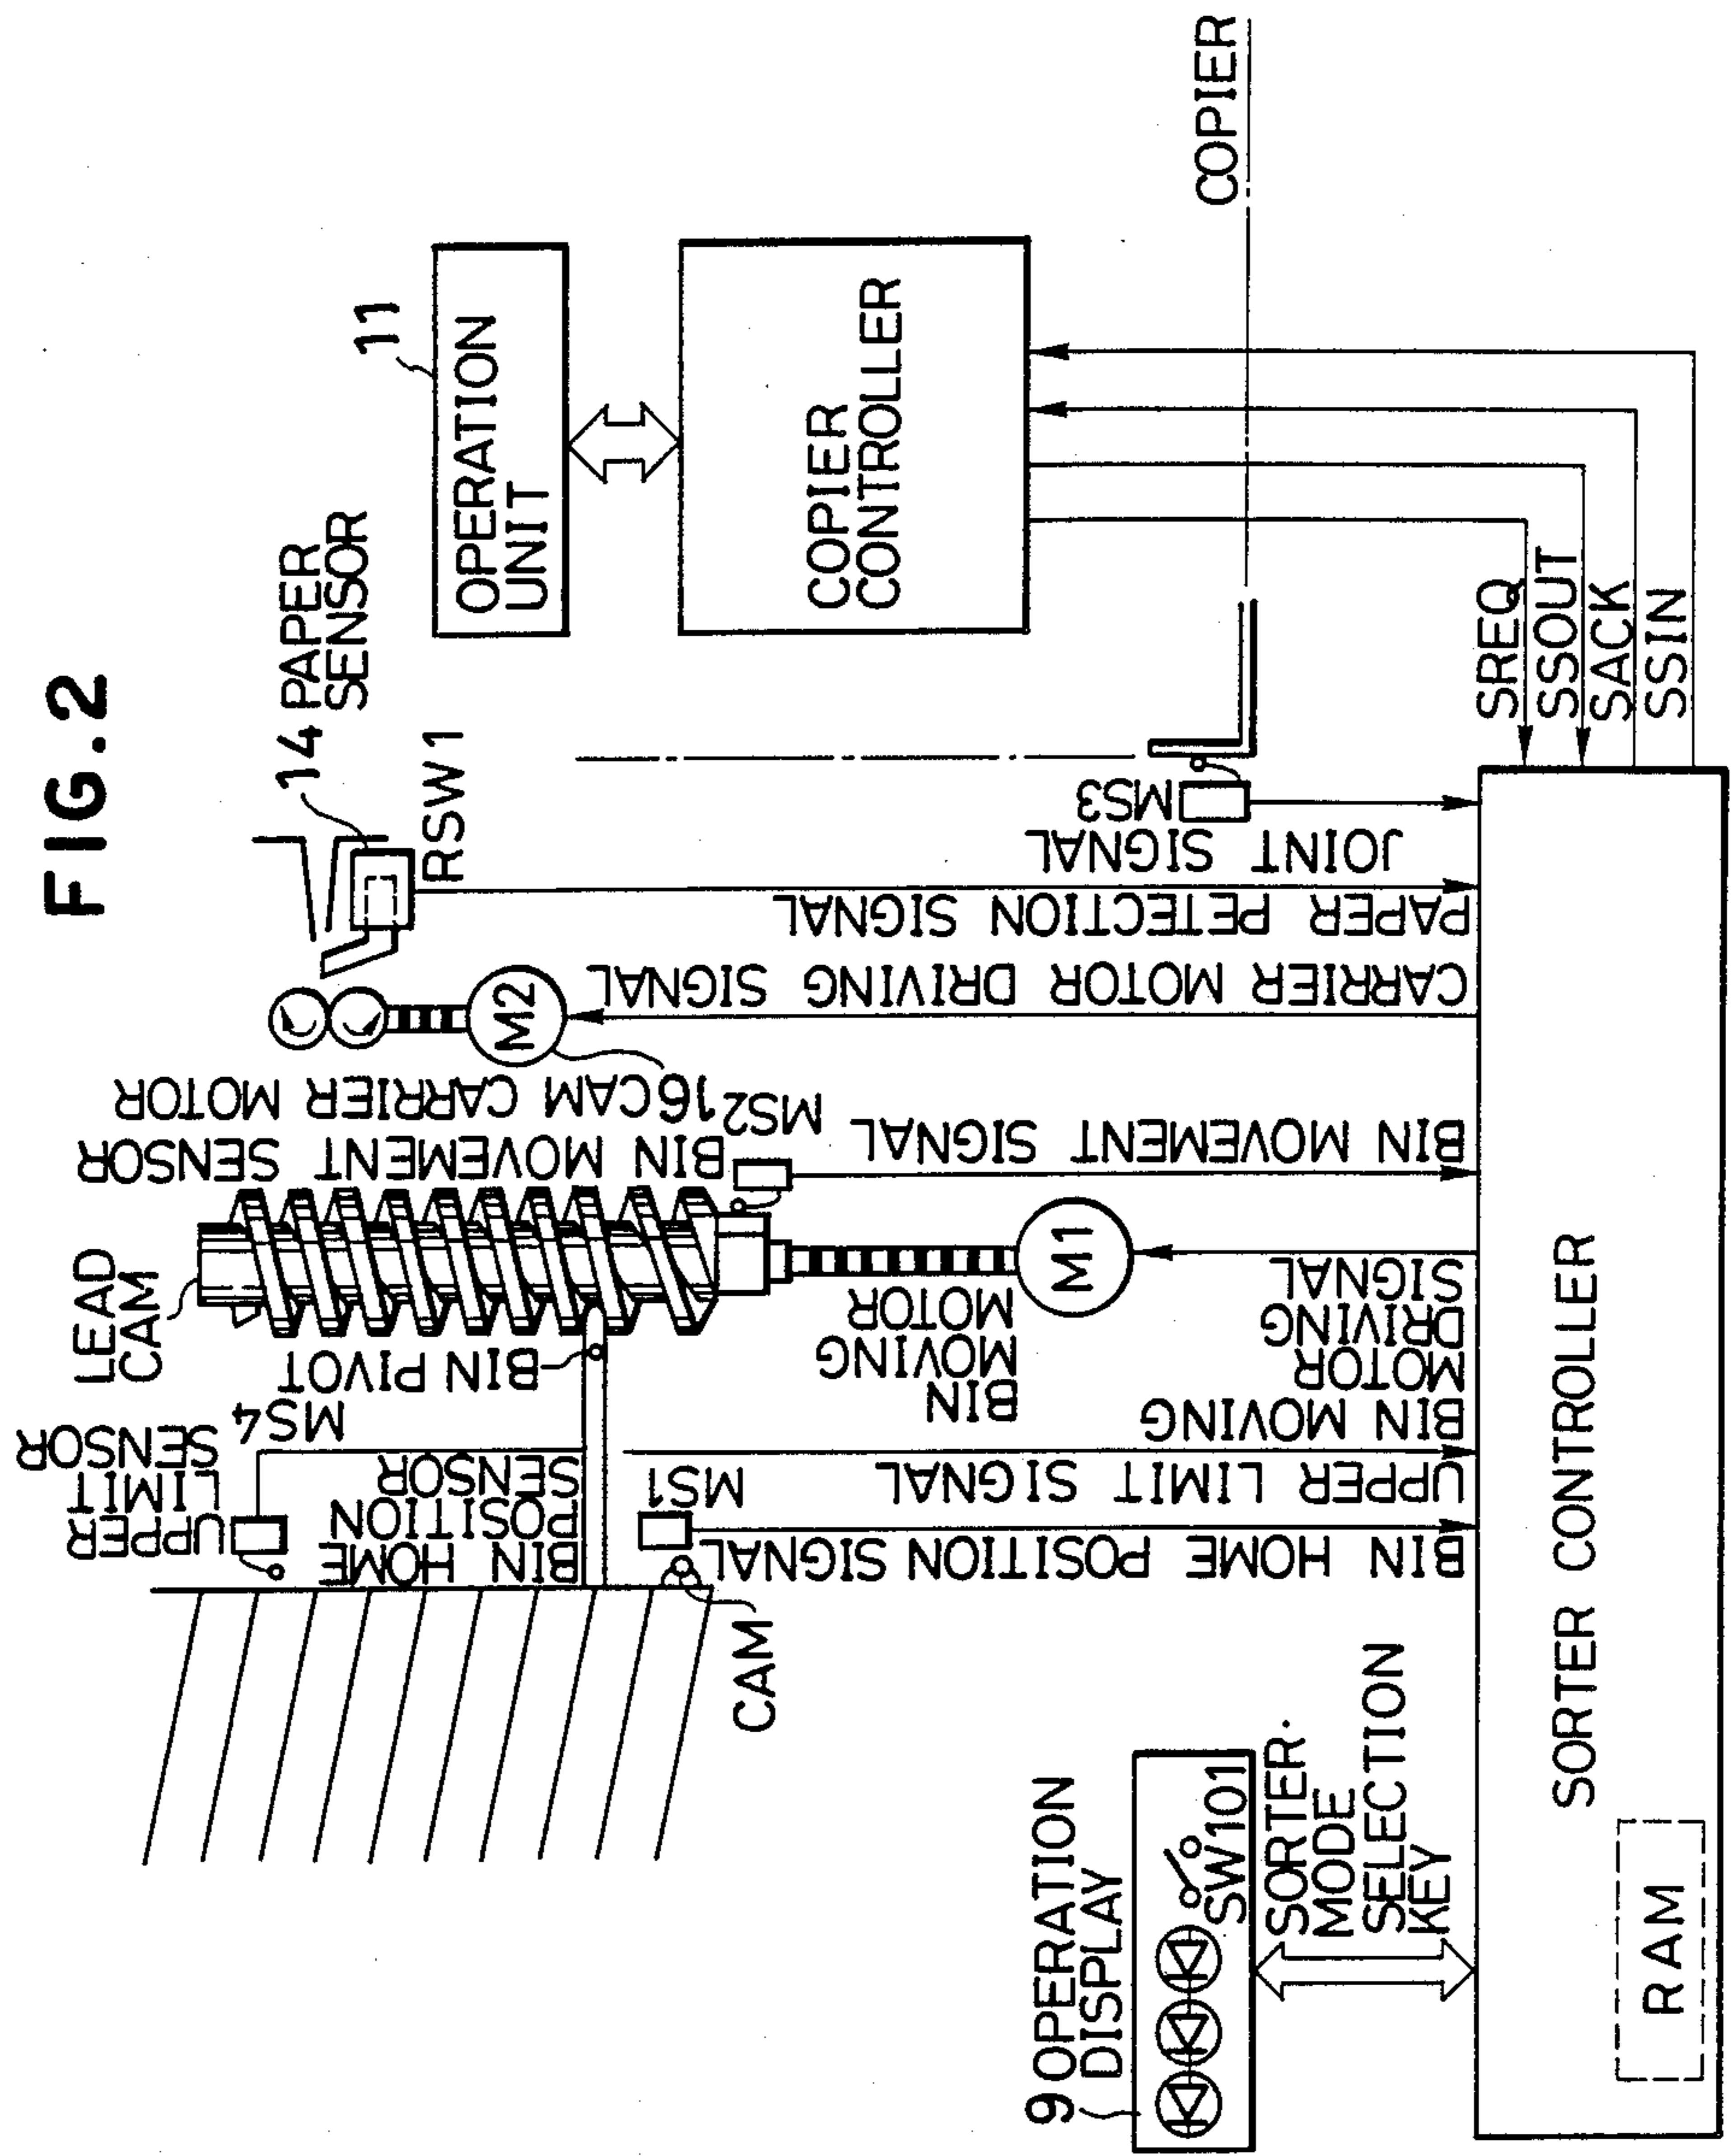 FIG.2
14 PAPER
SENSOR
RSW1
11
OPERATION
UNIT
COPIER
CONTROLLER
COPIER
SREQ
SSOUT
SACK
SSIN
MS3
JOINT SIGNAL
PAPER PETECTION SIGNAL
CARRIER MOTOR DRIVING SIGNAL
M2
16 CAM CARRIER MOTOR
BIN MOVEMENT SENSOR
MS2
BIN MOVEMENT SIGNAL
LEAD
CAM
BIN PIVOT
M1
BIN
MOVING
MOTOR
BIN MOVING
MOTOR
DRIVING
SIGNAL
UPPER
LIMIT
SENSOR
MS4
UPPER LIMIT SIGNAL
BIN HOME
POSITION
SENSOR
MS1
BIN HOME POSITION SIGNAL
CAM
9 OPERATION
DISPLAY
SW101
SORTER
MODE
SELECTION
KEY
SORTER CONTROLLER
RAM